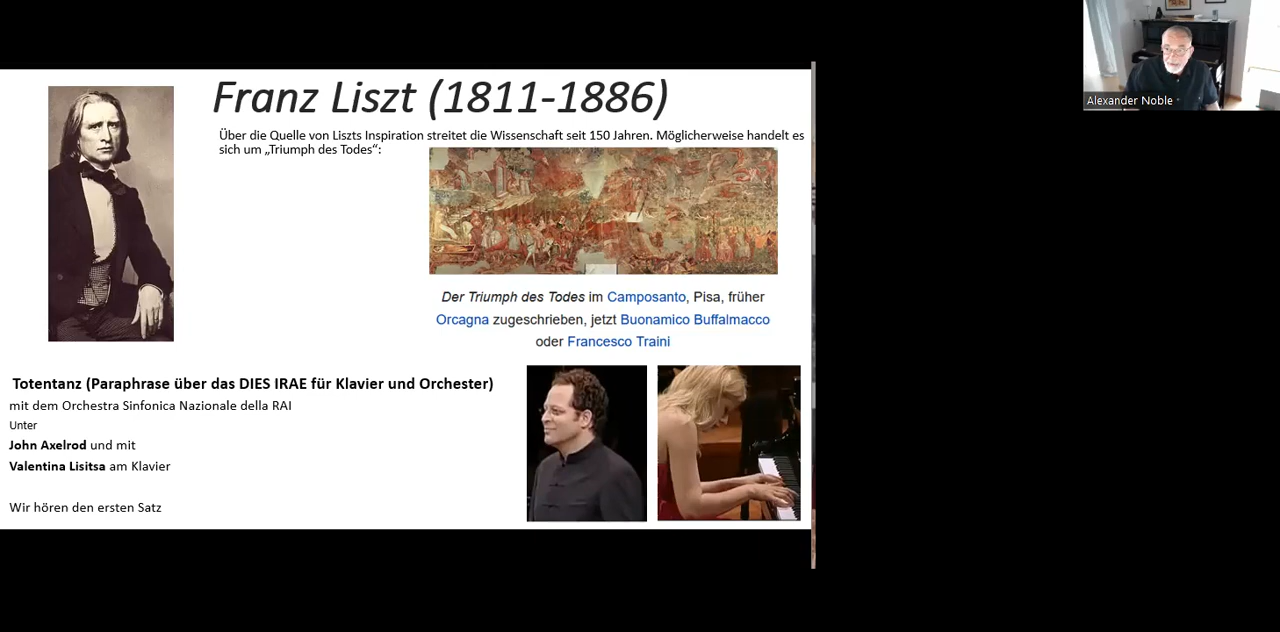 Franz Liszt (1811-1886)
Über die Quelle von Liszts Inspiration streitet die Wissenschaft seit 150 Jahren. Möglicherweise handelt es
sich um „Triumph des Todes“:
Der Triumph des Todes im Camposanto, Pisa, früher
Orcagna zugeschrieben, jetzt Buonamico Buffalmacco
oder Francesco Traini
Totentanz (Paraphrase über das DIES IRAE für Klavier und Orchester)
mit dem Orchestra Sinfonica Nazionale della RAI
Unter
John Axelrod und mit
Valentina Lisitsa am Klavier
Wir hören den ersten Satz
Alexander Noble